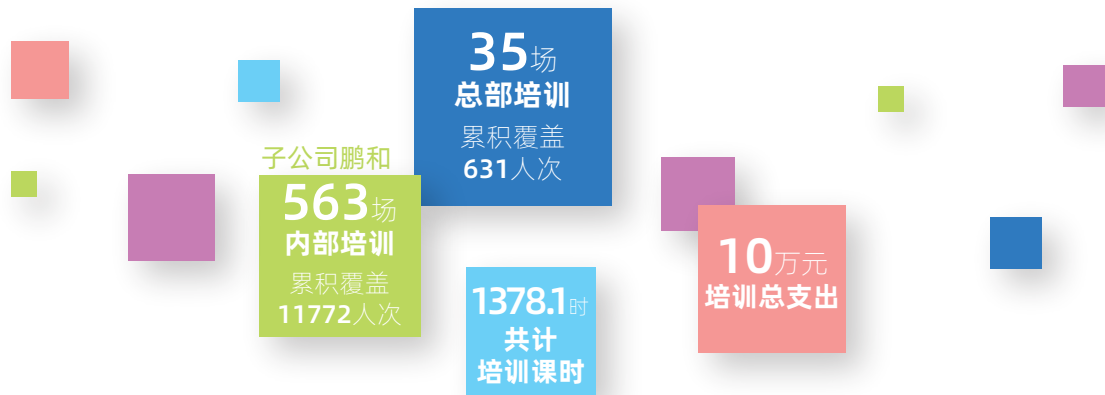 35场
总部培训
累积覆盖
631人次
子公司鹏和
563场
内部培训
累积覆盖
11772人次
1378.1时
共计
培训课时
10万元
培训总支出